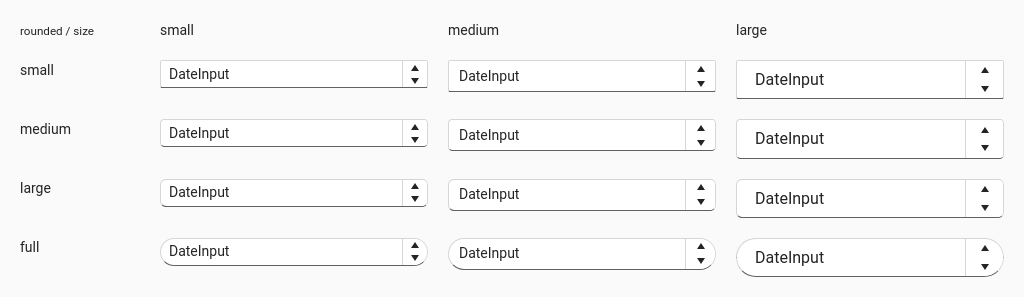 rounded / size small medium large
small DateInput DateInput DateInput
medium DateInput DateInput DateInput
large DateInput DateInput DateInput
full DateInput DateInput DateInput